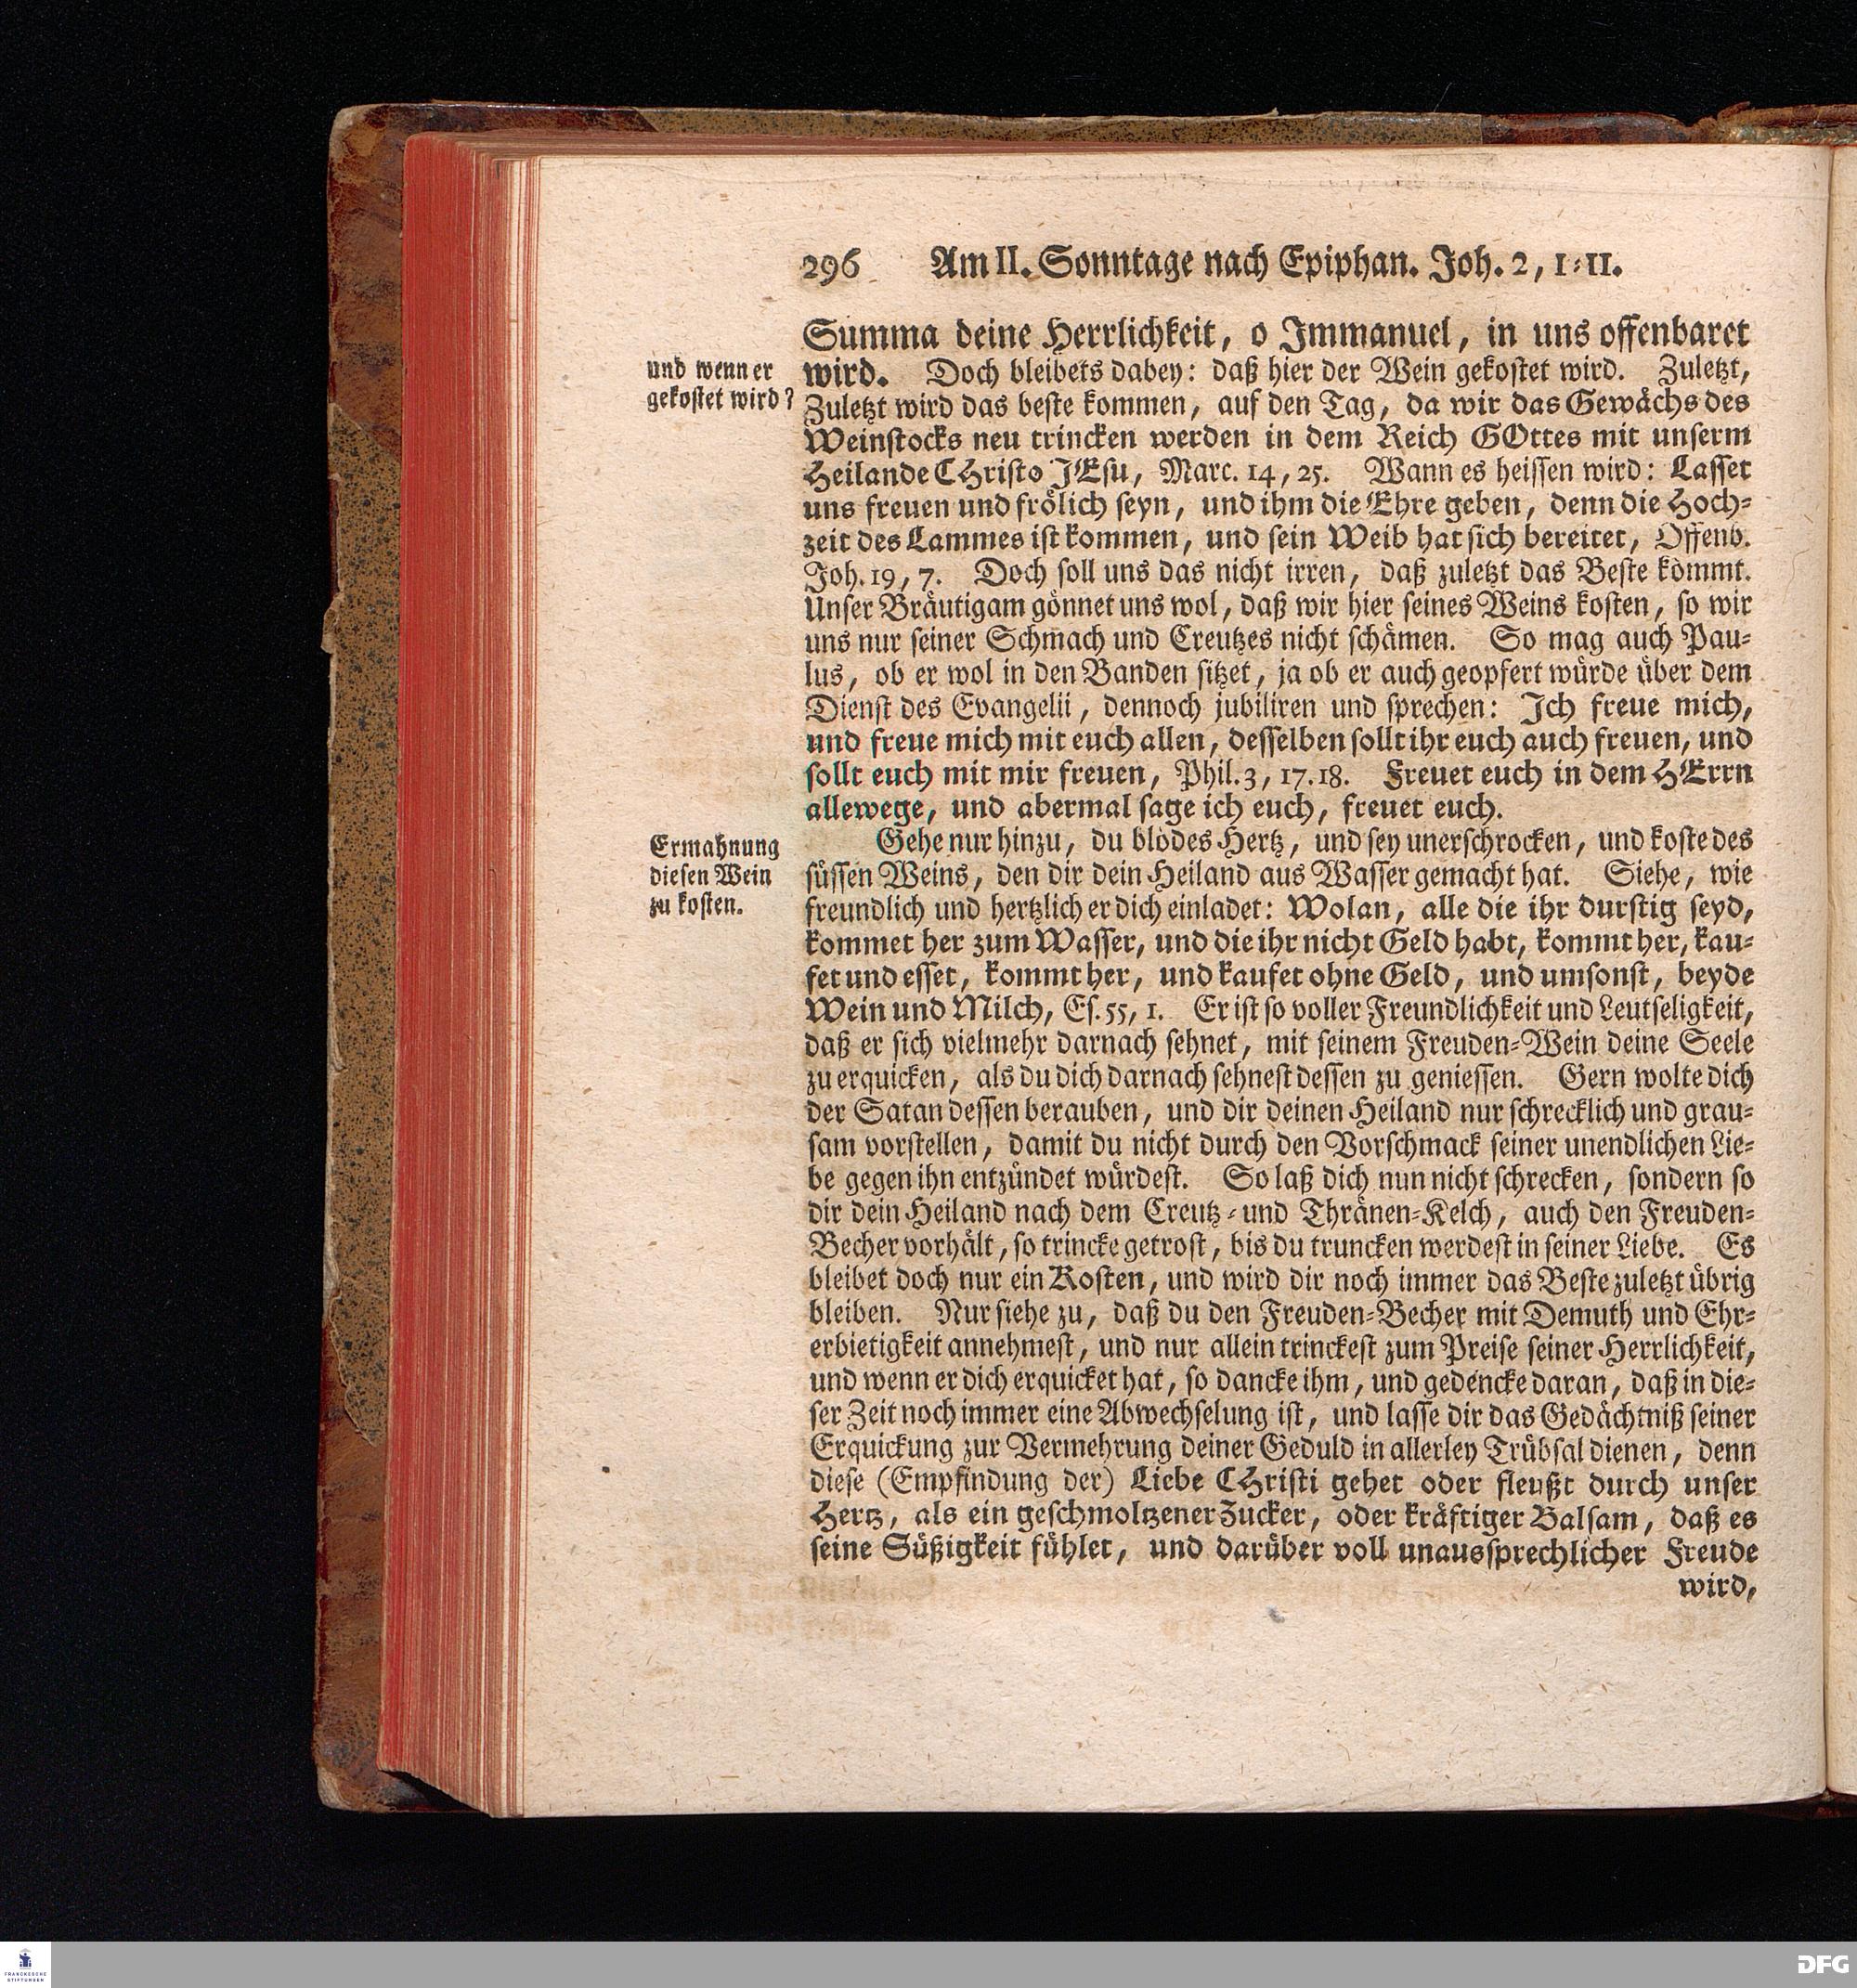 296 Am II. Sonntage nach Epiphan. Joh. 2, 1-11.
Summa deine Herrlichkeit, o Immanuel, in uns offenbaret
und wenn er
gekostet wird?
wird. Doch bleibets dabey: daß hier der Wein gekostet wird. Zuletzt,
Zuletzt wird das beste kommen, auf den Tag, da wir das Gewächs des
Weinstocks neu trincken werden in dem Reich GOttes mit unserm
Heilande CHristo JEsu, Marc. 14, 25. Wann es heissen wird: Lasset
uns freuen und frölich seyn, und ihm die Ehre geben, denn die Hoch-
zeit des Lammes ist kommen, und sein Weib hat sich bereitet, Offenb.
Joh. 19, 7. Doch soll uns das nicht irren, daß zuletzt das Beste kömmt.
Unser Bräutigam gönnet uns wol, daß wir hier seines Weins kosten, so wir
uns nur seiner Schmach und Creutzes nicht schämen. So mag auch Pau-
lus, ob er wol in den Banden sitzet, ja ob er auch geopfert würde über dem
Dienst des Evangelii, dennoch jubiliren und sprechen: Ich freue mich,
und freue mich mit euch allen, desselben sollt ihr euch auch freuen, und
sollt euch mit mir freuen, Phil. 3, 17. 18. Freuet euch in dem HErrn
allewege, und abermal sage ich euch, freuet euch.
Ermahnung
diesen Wein
zu kosten.
Gehe nur hinzu, du blödes Hertz, und sey unerschrocken, und koste des
süssen Weins, den dir dein Heiland aus Wasser gemacht hat. Siehe, wie
freundlich und hertzlich er dich einladet: Wolan, alle die ihr durstig seyd,
kommet her zum Wasser, und die ihr nicht Geld habt, kommt her, kau-
fet und esset, kommt her, und kaufet ohne Geld, und umsonst, beyde
Wein und Milch, Es. 55, 1. Er ist so voller Freundlichkeit und Leutseligkeit,
daß er sich vielmehr darnach sehnet, mit seinem Freuden-Wein deine Seele
zu erquicken, als du dich darnach sehnest dessen zu geniessen. Gern wolte dich
der Satan dessen berauben, und dir deinen Heiland nur schrecklich und grau-
sam vorstellen, damit du nicht durch den Vorschmack seiner unendlichen Lie-
be gegen ihn entzündet würdest. So laß dich nun nicht schrecken, sondern so
dir dein Heiland nach dem Creutz- und Thränen-Kelch, auch den Freuden-
Becher vorhält, so trincke getrost, bis du truncken werdest in seiner Liebe. Es
bleibet doch nur ein Kosten, und wird dir noch immer das Beste zuletzt übrig
bleiben. Nur siehe zu, daß du den Freuden-Becher mit Demuth und Ehr-
erbietigkeit annehmest, und nur allein trinckest zum Preise seiner Herrlichkeit,
und wenn er dich erquicket hat, so dancke ihm, und gedencke daran, daß in die-
ser Zeit noch immer eine Abwechselung ist, und lasse dir das Gedächtniß seiner
Erquickung zur Vermehrung deiner Geduld in allerley Trübsal dienen, denn
diese (Empfindung der) Liebe CHristi gehet oder fleußt durch unser
Hertz, als ein geschmoltzener Zucker, oder kräftiger Balsam, daß es
seine Süßigkeit fühlet, und darüber voll unaussprechlicher Freude
wird,
FRANCKESCHE
STIFTUNGEN
DFG